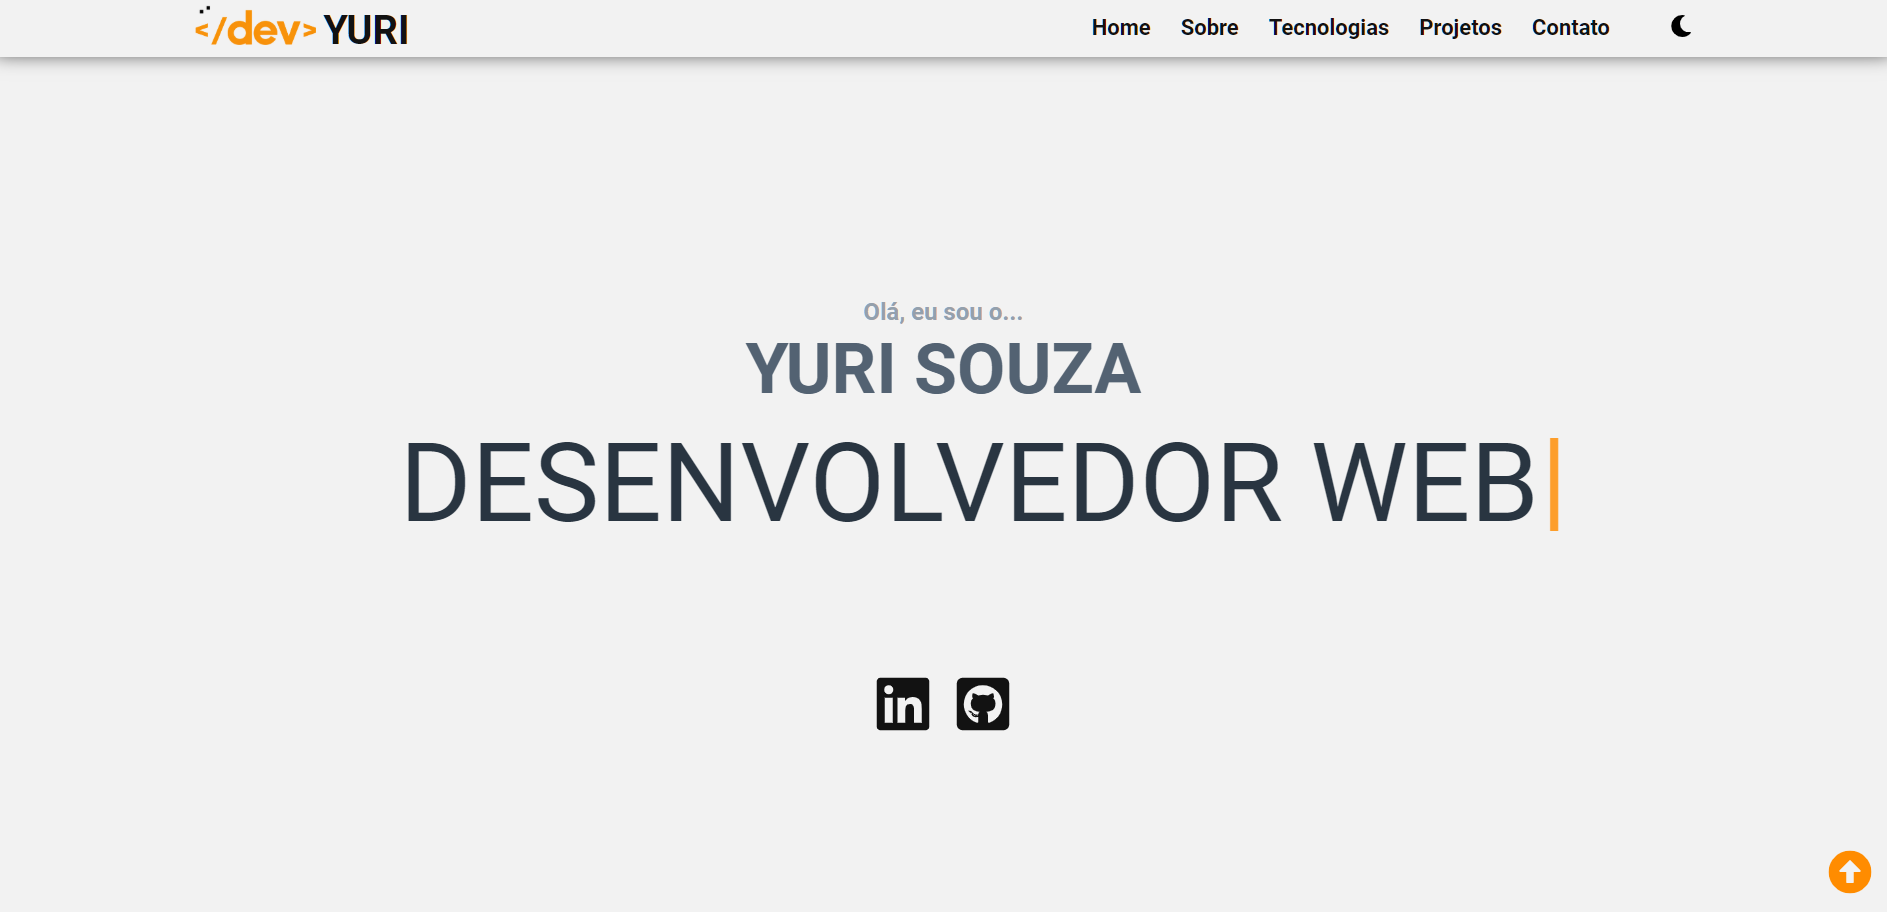 </dev> YURI
Home Sobre Tecnologias Projetos Contato
Olá, eu sou o...
YURI SOUZA
DESENVOLVEDOR WEB
in